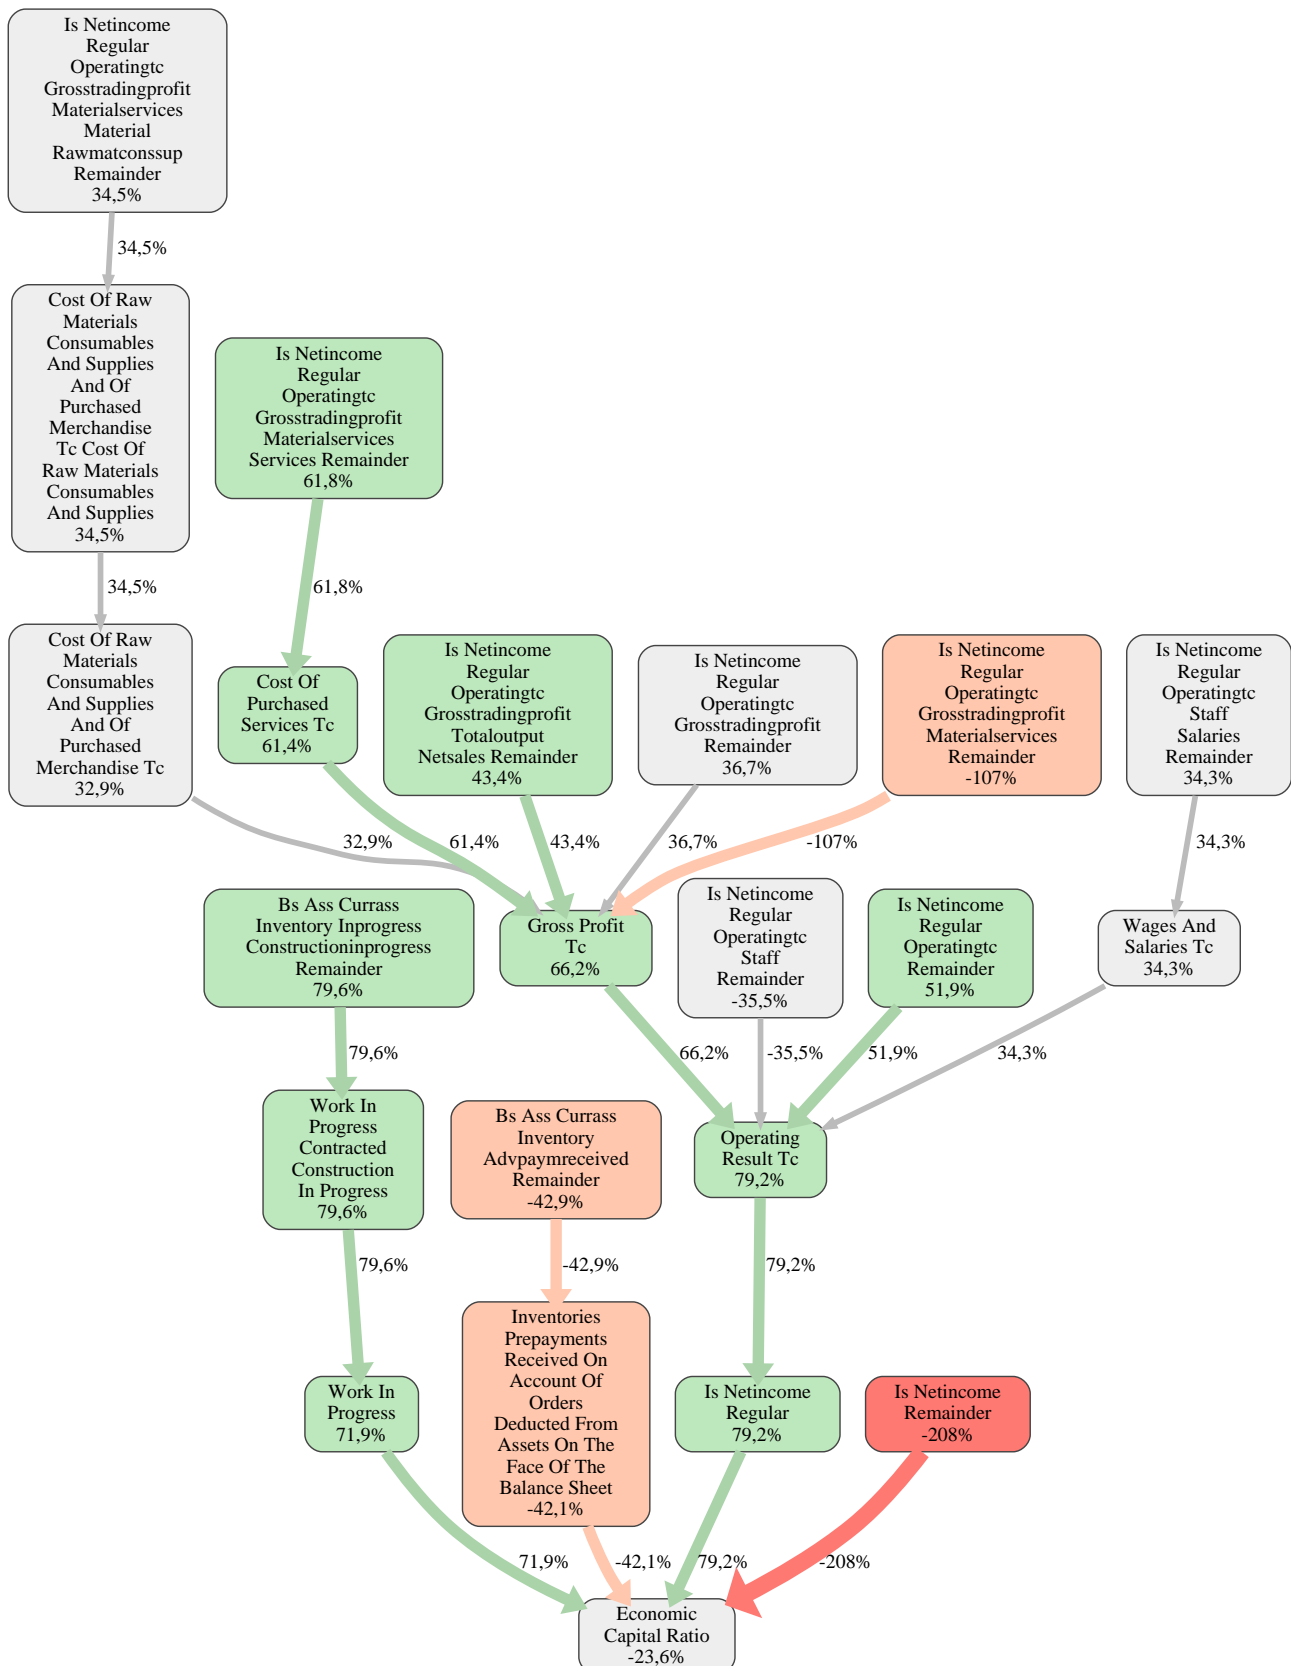 Is Netincome
Regular
Operatingtc
Grosstradingprofit
Materialservices
Material
Rawmatconssup
Remainder
34,5%
34,5%
Cost Of Raw
Materials
Consumables
And Supplies
And Of
Purchased
Merchandise
Tc Cost Of
Raw Materials
Consumables
And Supplies
34,5%
Is Netincome
Regular
Operatingtc
Grosstradingprofit
Materialservices
Services Remainder
61,8%
34,5%
61,8%
Cost Of Raw
Materials
Consumables
And Supplies
And Of
Purchased
Merchandise Tc
32,9%
Cost Of
Purchased
Services Tc
61,4%
Is Netincome
Regular
Operatingtc
Grosstradingprofit
Totaloutput
Netsales Remainder
43,4%
Is Netincome
Regular
Operatingtc
Grosstradingprofit
Remainder
36,7%
Is Netincome
Regular
Operatingtc
Grosstradingprofit
Materialservices
Remainder
-107%
Is Netincome
Regular
Operatingtc
Staff
Salaries
Remainder
34,3%
32,9%
61,4%
43,4%
36,7%
-107%
34,3%
Bs Ass Currass
Inventory Inprogress
Constructioninprogress
Remainder
79,6%
Gross Profit
Tc
66,2%
Is Netincome
Regular
Operatingtc
Staff
Remainder
-35,5%
Is Netincome
Regular
Operatingtc
Remainder
51,9%
Wages And
Salaries Tc
34,3%
79,6%
66,2%
-35,5%
51,9%
34,3%
Work In
Progress
Contracted
Construction
In Progress
79,6%
Bs Ass Currass
Inventory
Advpaymreceived
Remainder
-42,9%
Operating
Result Tc
79,2%
79,6%
-42,9%
79,2%
Work In
Progress
71,9%
Inventories
Prepayments
Received On
Account Of
Orders
Deducted From
Assets On The
Face Of The
Balance Sheet
-42,1%
Is Netincome
Regular
79,2%
Is Netincome
Remainder
-208%
71,9%
-42,1%
79,2%
-208%
Economic
Capital Ratio
-23,6%